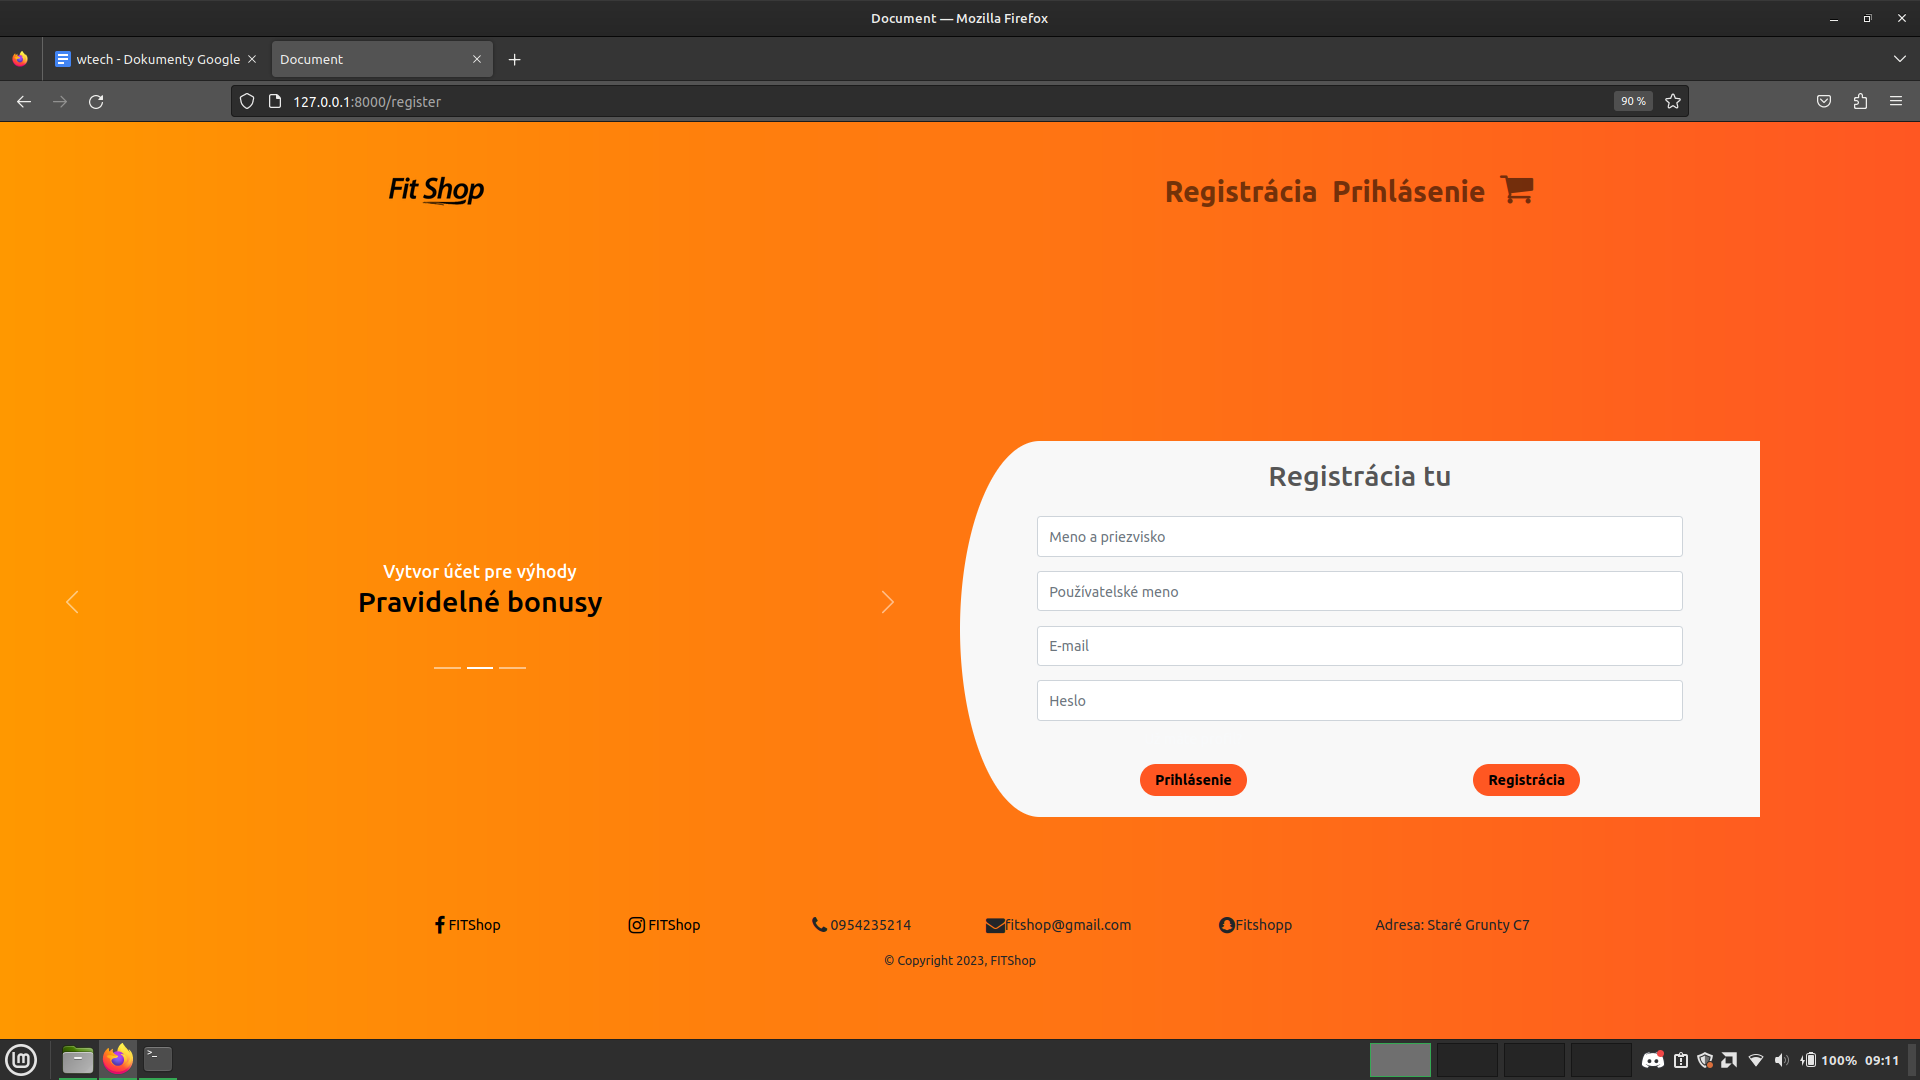 Document — Mozilla Firefox
wtech - Dokumenty Google
Document
127.0.0.1:8000/register
90 %
Fit Shop
Registrácia Prihlásenie
Registrácia tu
Meno a priezvisko
Používatelské meno
E-mail
Heslo
Prihlásenie
Registrácia
Vytvor účet pre výhody
Pravidelné bonusy
FITShop
FITShop
0954235214
fitshop@gmail.com
Fitshopp
Adresa: Staré Grunty C7
© Copyright 2023, FITShop
100% 09:11